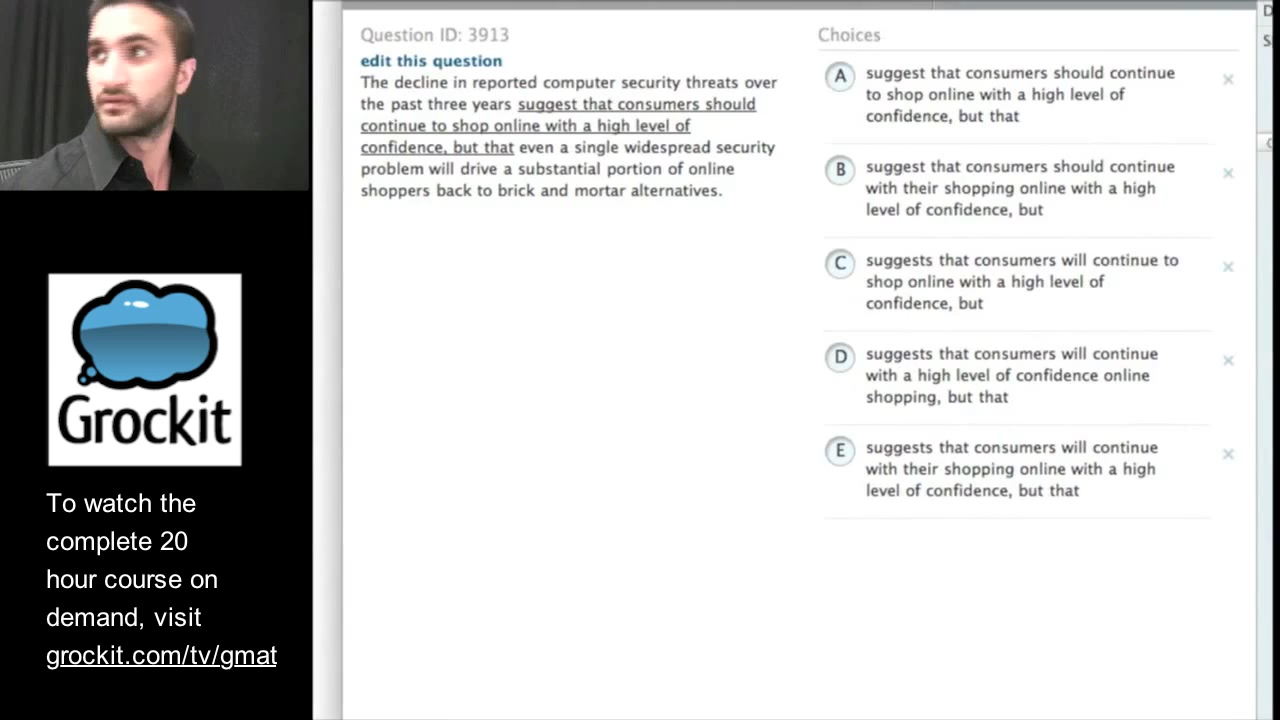 Grockit
To watch the
complete 20
hour course on
demand, visit
grockit.com/tv/gmat
Question ID: 3913
edit this question
The decline in reported computer security threats over
the past three years suggest that consumers should
continue to shop online with a high level of
confidence, but that even a single widespread security
problem will drive a substantial portion of online
shoppers back to brick and mortar alternatives.
Choices
A
suggest that consumers should continue
to shop online with a high level of
confidence, but that
B
suggest that consumers should continue
with their shopping online with a high
level of confidence, but
C
suggests that consumers will continue to
shop online with a high level of
confidence, but
D
suggests that consumers will continue
with a high level of confidence online
shopping, but that
E
suggests that consumers will continue
with their shopping online with a high
level of confidence, but that